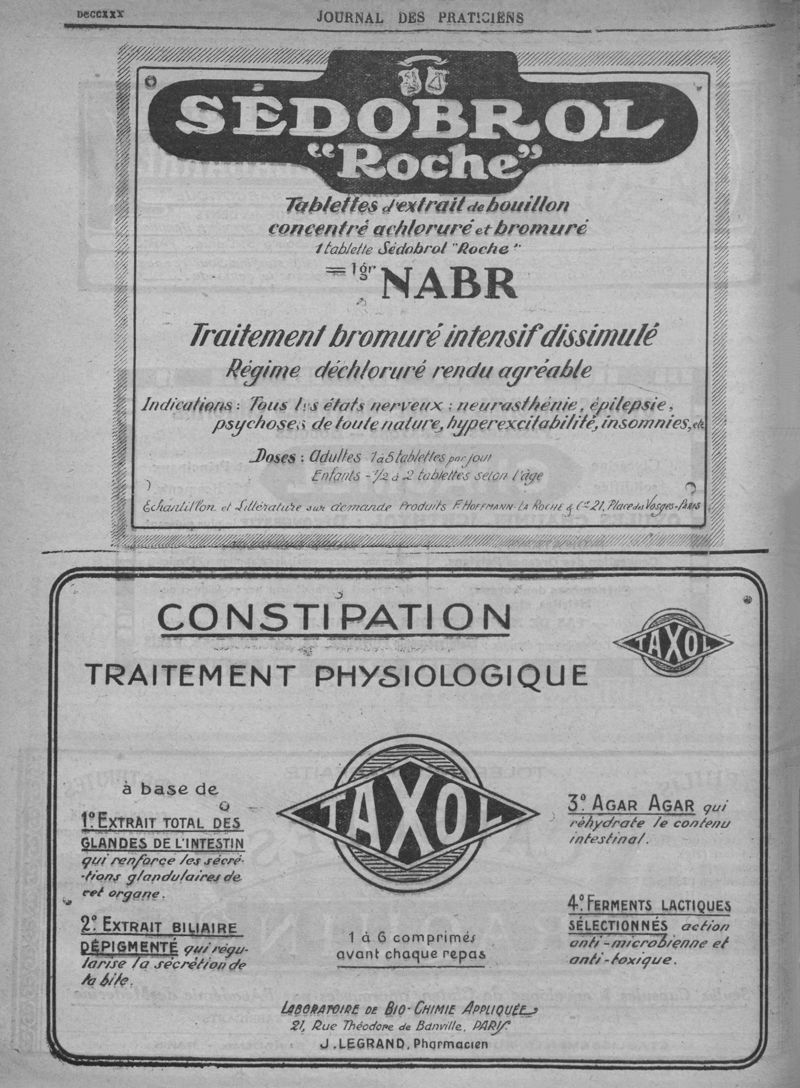 DCCCXXX
JOURNAL DES PRATICIENS
SÉDOBROL
“Roche”
Tablettes d'extrait de bouillon
concentré achloruré et bromuré
1 tablette Sédobrol "Roche"
= 1gr NABR
Traitement bromuré intensif dissimulé
Régime déchloruré rendu agréable
Indications : Tous les états nerveux : neurasthénie, épilepsie,
psychoses de toute nature, hyperexcitabilité, insomnies, etc
Doses : Adultes 1 à 5 tablettes par jour
Enfants - ½ à 2 tablettes selon l'âge
Echantillon et Littérature sur demande Produits F. HOFFMANN-LA ROCHE & Cie 21, Place des Vosges-PARIS
CONSTIPATION
TAXOL
TRAITEMENT PHYSIOLOGIQUE
TAXOL
à base de
1º EXTRAIT TOTAL DES
GLANDES DE L'INTESTIN
qui renforce les sécré-
-tions glandulaires de
cet organe.
2º EXTRAIT BILIAIRE
DÉPIGMENTÉ qui régu-
larise la sécrétion de
la bile.
3º AGAR AGAR qui
réhydrate le contenu
intestinal.
4º FERMENTS LACTIQUES
SÉLECTIONNÉS action
anti-microbienne et
anti-toxique.
1 à 6 comprimés
avant chaque repas
LABORATOIRE DE BIO-CHIMIE APPLIQUÉE
21, Rue Théodore de Banville, PARIS
J. LEGRAND, Pharmacien